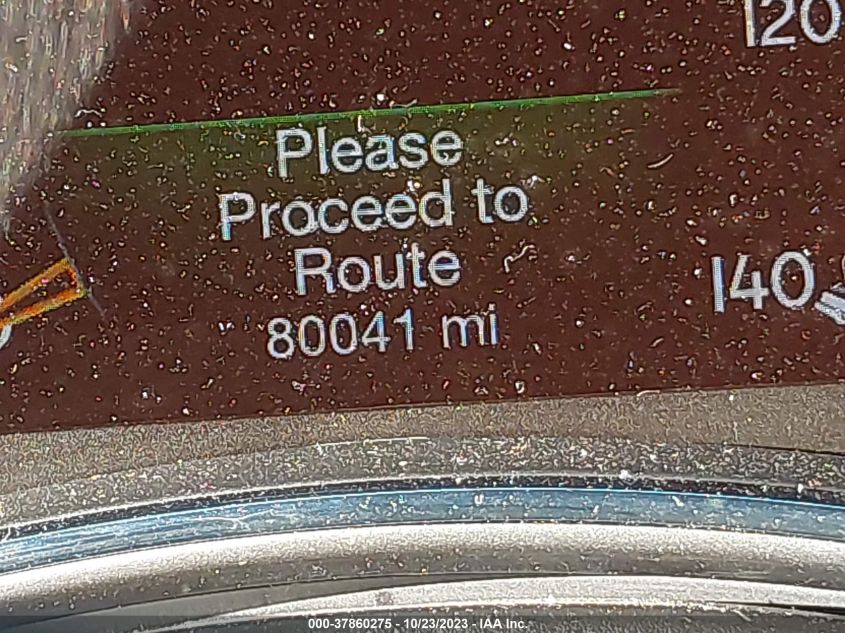 120
Please
Proceed to
Route
140
80041 mi
000-37860275 - 10/23/2023 - IAA Inc.